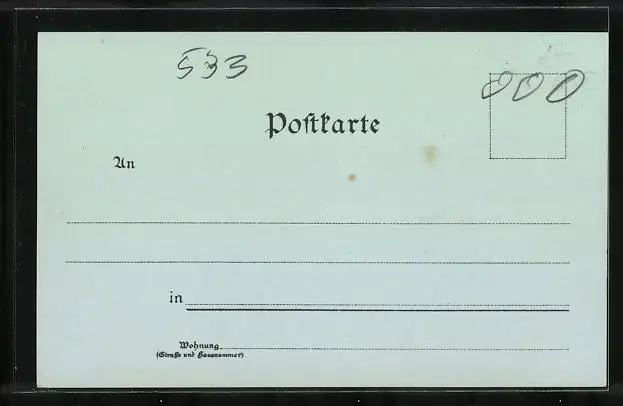 533
000
Postkarte
An
in
Wohnung
(Straße und Hausnummer)